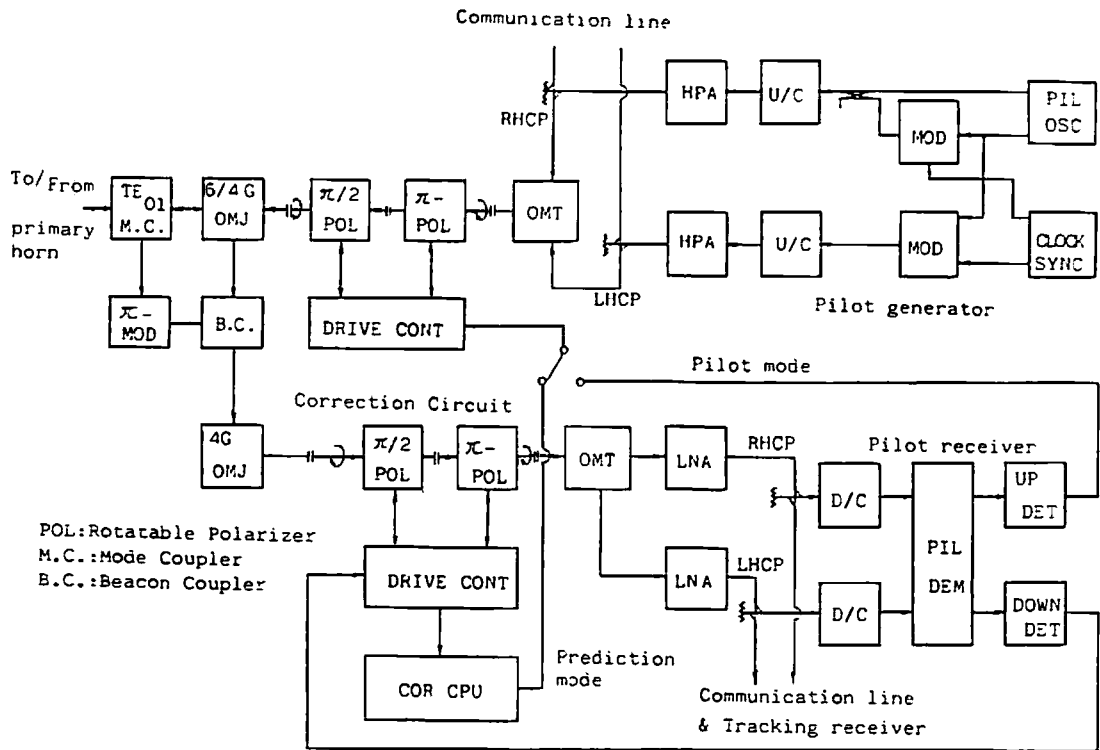 Communication line
HPA
U/C
PIL
OSC
RHCP
MOD
To/From
primary
horn
TE01
M.C.
6/4 G
OMJ
π/2
POL
π-
POL
OMT
HPA
U/C
MOD
CLOCK
SYNC
LHCP
Pilot generator
π-
MOD
B.C.
DRIVE CONT
Pilot mode
Correction Circuit
4G
OMJ
π/2
POL
π-
POL
OMT
LNA
RHCP
Pilot receiver
D/C
UP
DET
PIL
DEM
POL:Rotatable Polarizer
M.C.:Mode Coupler
B.C.:Beacon Coupler
DRIVE CONT
LNA
LHCP
D/C
DOWN
DET
COR CPU
Prediction
mode
Communication line
& Tracking receiver